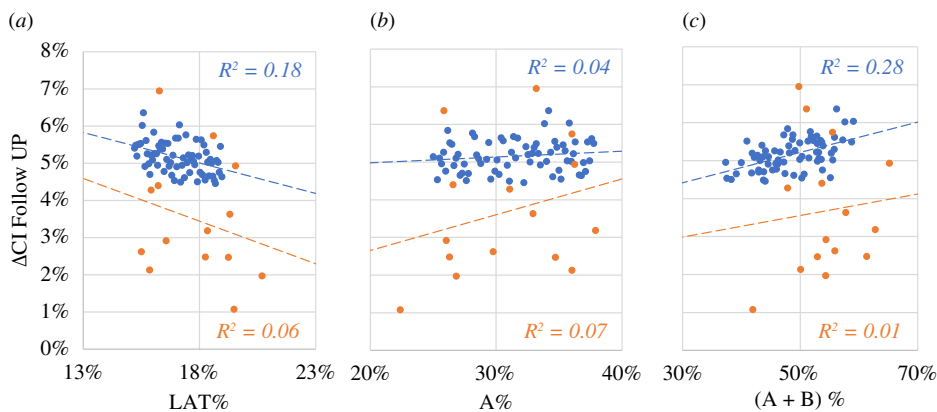 (a)
(b)
(c)
ΔCI Follow UP
8%
7%
6%
5%
4%
3%
2%
1%
0%
R² = 0.18
R² = 0.06
13%
18%
23%
LAT%
R² = 0.04
R² = 0.07
20%
30%
40%
A%
R² = 0.28
R² = 0.01
30%
50%
70%
(A + B) %